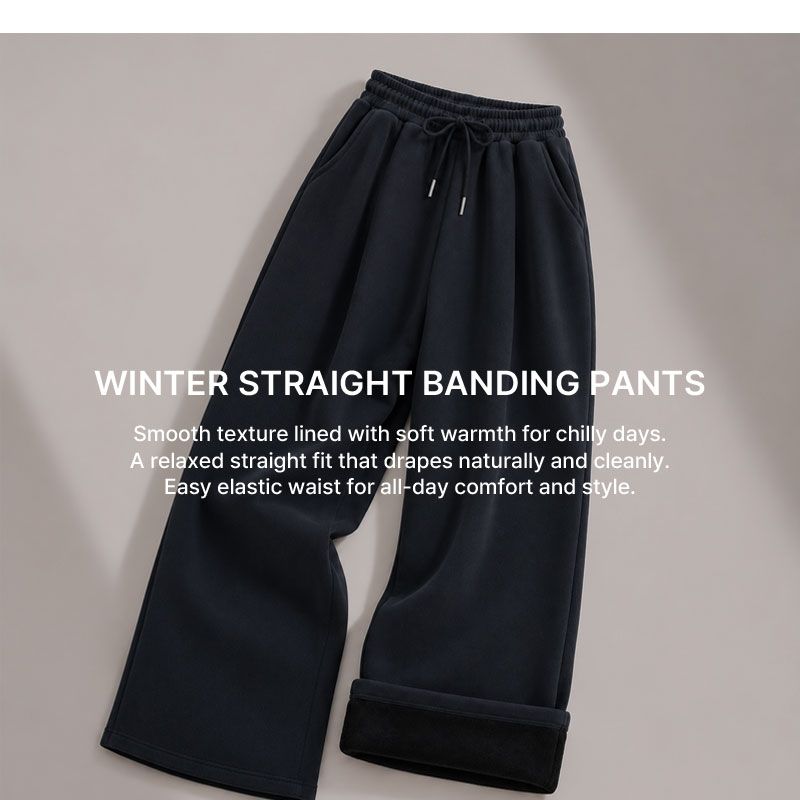 WINTER STRAIGHT BANDING PANTS
Smooth texture lined with soft warmth for chilly days.
A relaxed straight fit that drapes naturally and cleanly.
Easy elastic waist for all-day comfort and style.